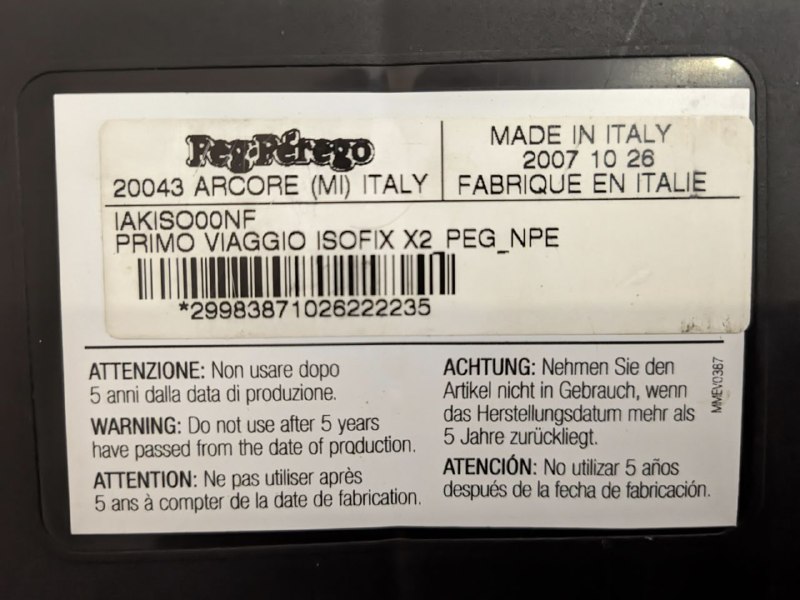 Peg-Pérego
20043 ARCORE (MI) ITALY
MADE IN ITALY
2007 10 26
FABRIQUE EN ITALIE
IAKISO00NF
PRIMO VIAGGIO ISOFIX X2 PEG_NPE
*29983871026222235
ATTENZIONE: Non usare dopo
5 anni dalla data di produzione.
WARNING: Do not use after 5 years
have passed from the date of production.
ATTENTION: Ne pas utiliser après
5 ans à compter de la date de fabrication.
ACHTUNG: Nehmen Sie den
Artikel nicht in Gebrauch, wenn
das Herstellungsdatum mehr als
5 Jahre zurückliegt.
ATENCIÓN: No utilizar 5 años
después de la fecha de fabricación.
MMEV0367